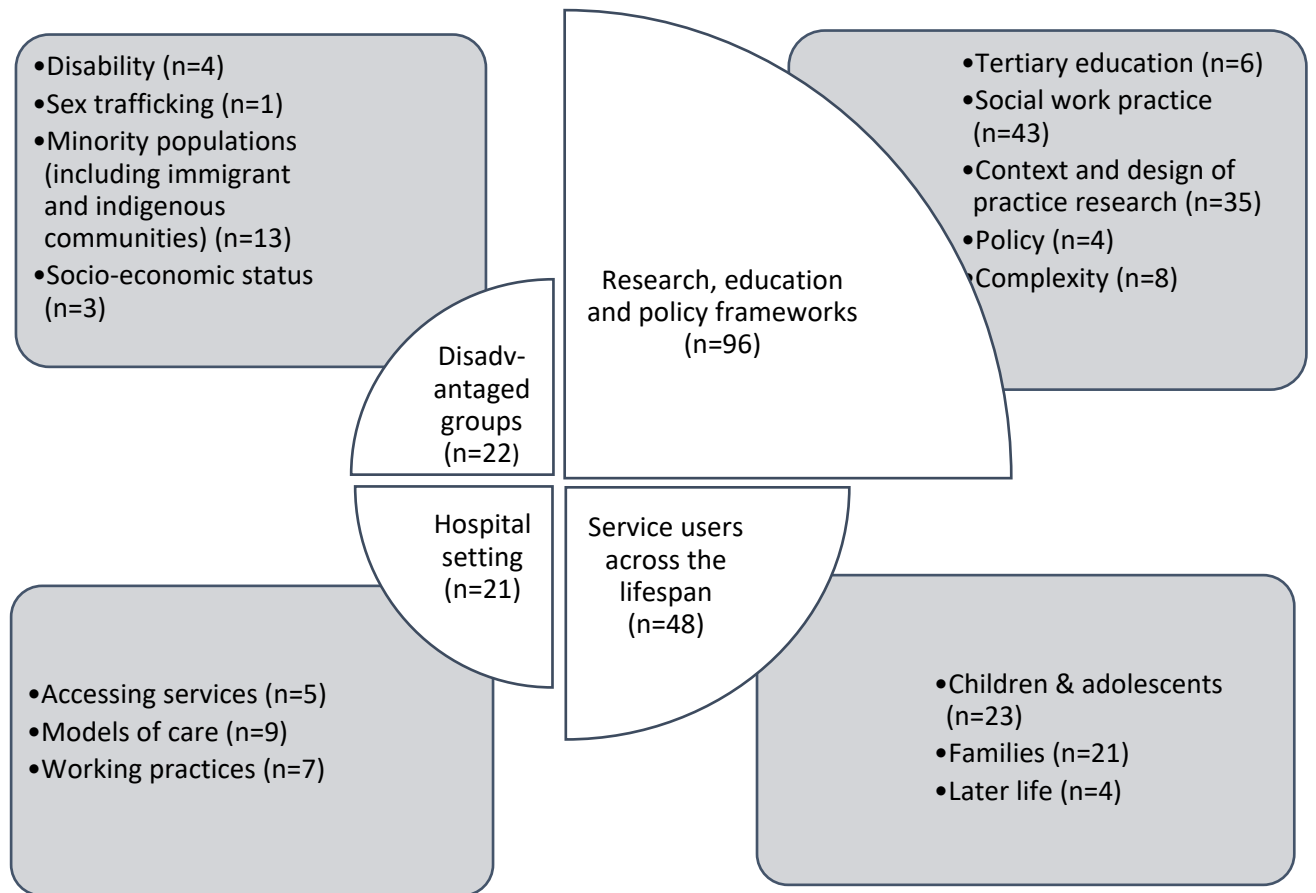 •Disability (n=4)
•Sex trafficking (n=1)
•Minority populations
(including immigrant
and indigenous
communities) (n=13)
•Socio-economic status
(n=3)
•Tertiary education (n=6)
•Social work practice
(n=43)
•Context and design of
practice research (n=35)
•Policy (n=4)
•Complexity (n=8)
Research, education
and policy frameworks
(n=96)
Disadv-
antaged
groups
(n=22)
Hospital
setting
(n=21)
Service users
across the
lifespan
(n=48)
•Accessing services (n=5)
•Models of care (n=9)
•Working practices (n=7)
•Children & adolescents
(n=23)
•Families (n=21)
•Later life (n=4)